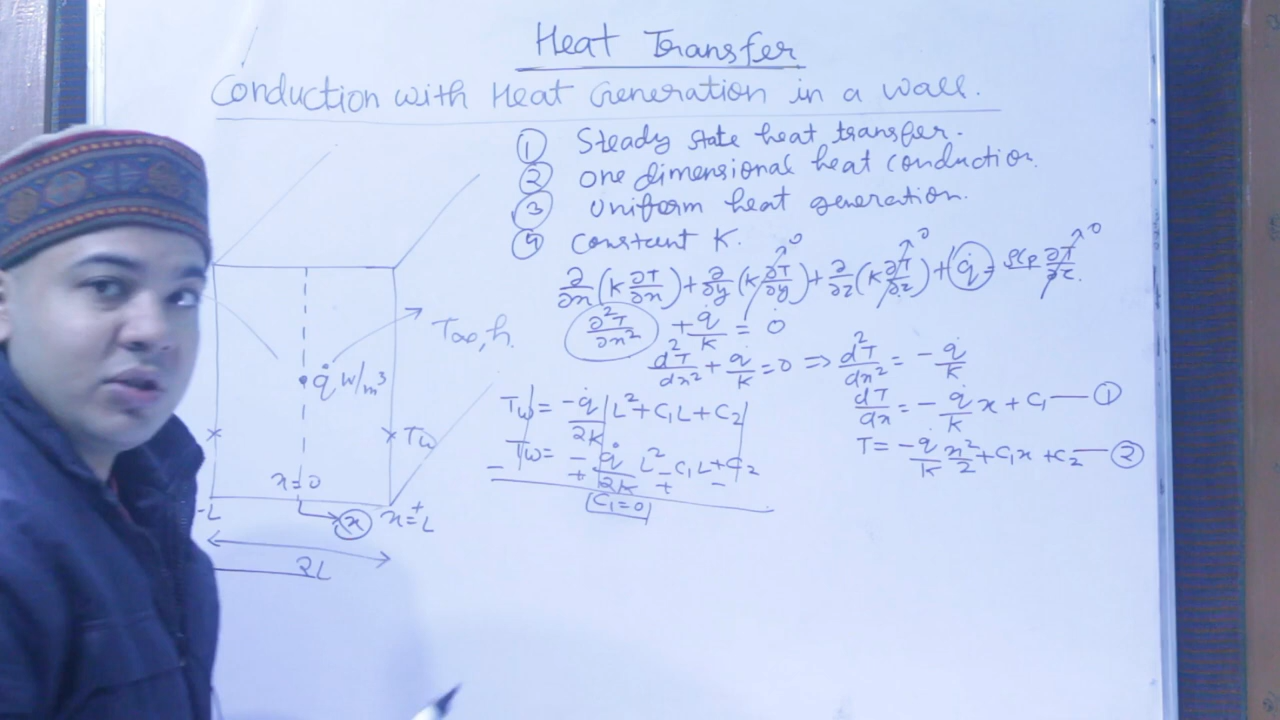 Heat Transfer
Conduction with Heat Generation in a wall.
① Steady state heat transfer.
② one dimensional heat conduction.
③ Uniform heat generation.
④ constant K.
∂/∂x (K ∂T/∂x) + ∂/∂y (K ∂T/∂y)→0 + ∂/∂z (K ∂T/∂z)→0 + q̇ = ρCp ∂T/∂τ→0
∂²T/∂x² + q̇/K = 0
d²T/dx² + q̇/K = 0 ⇒ d²T/dx² = - q̇/K
dT/dx = - q̇/K x + C₁ — ①
T = - q̇/K x²/2 + C₁x + C₂ — ②
Tw = -q̇/2K L² + C₁L + C₂
Tw = -q̇/2K L² - C₁L + C₂
- + + -
C₁=0
q̇ W/m³
T∞, h.
Tw
x=0
-L
x
x=+L
2L